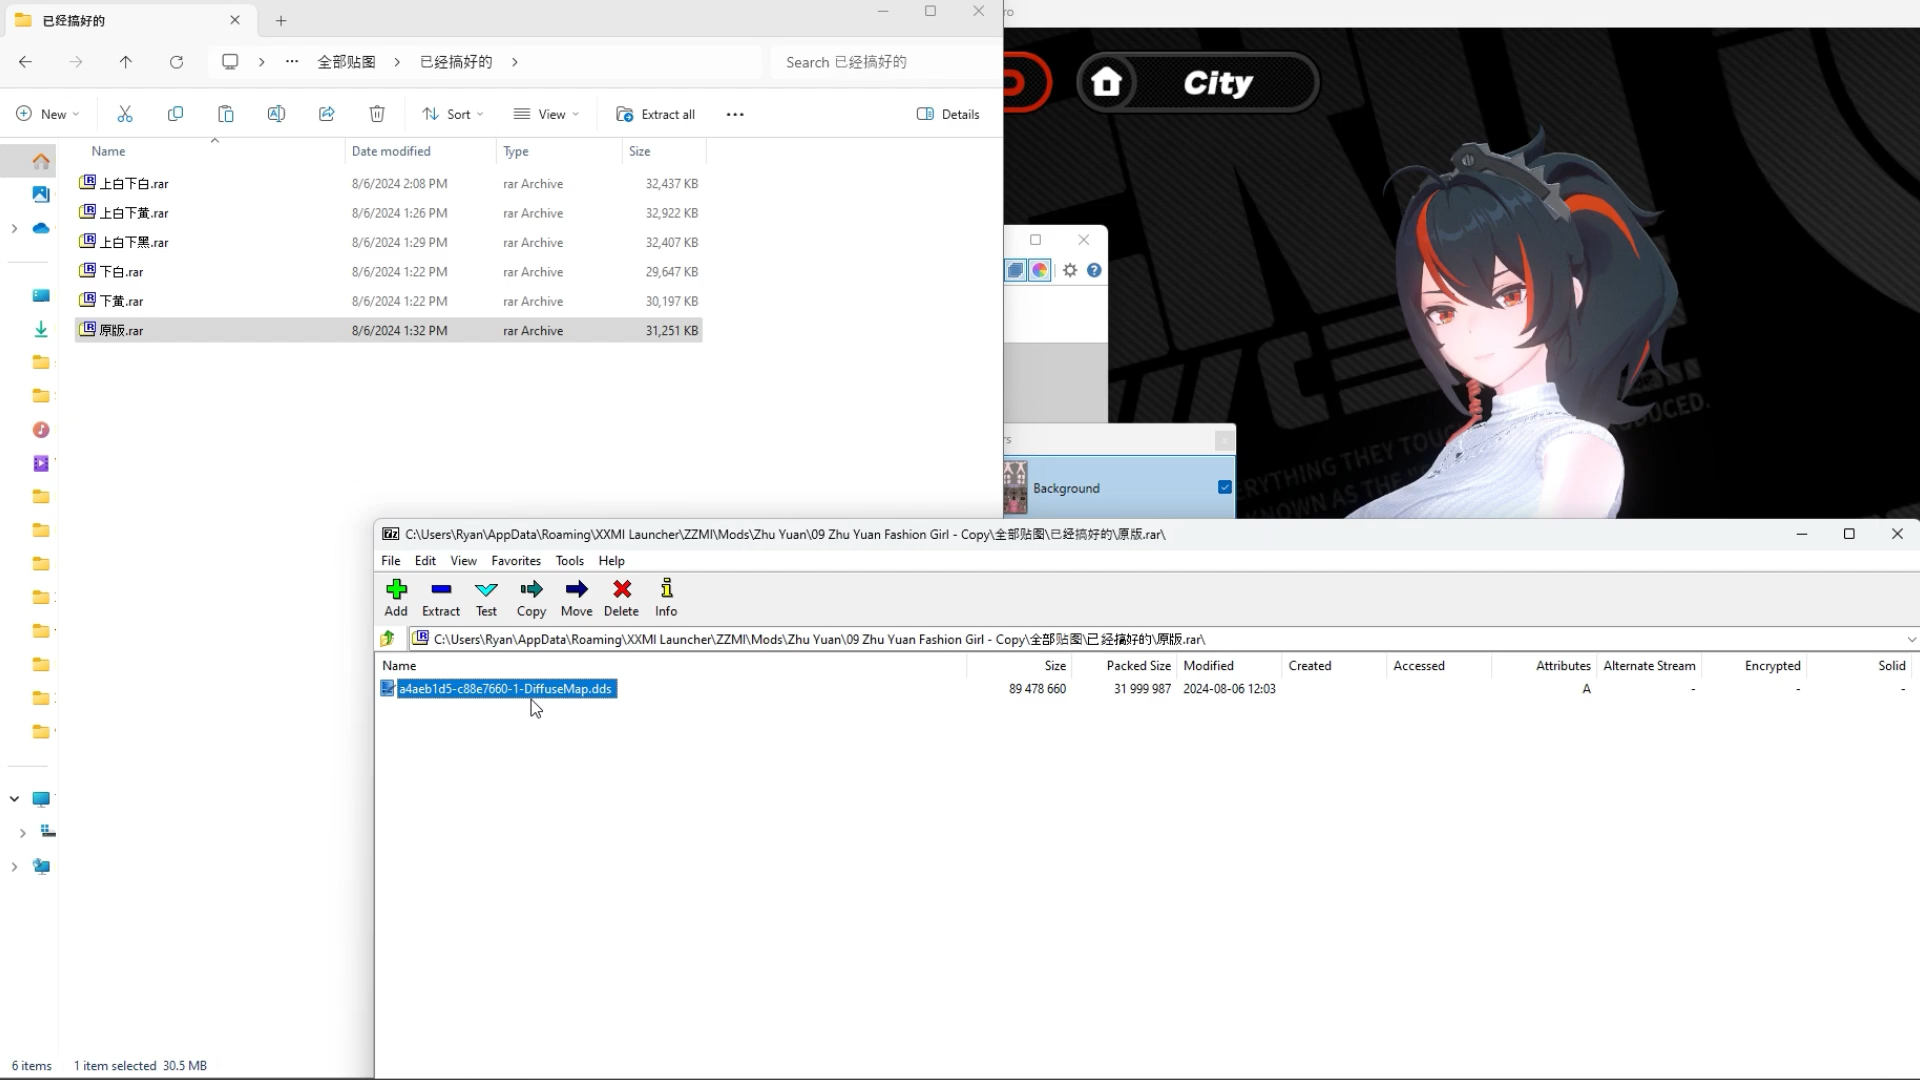 已经搞好的
全部贴图
已经搞好的
Search 已经搞好的
New
Sort
View
Extract all
Details
Name
Date modified
Type
Size
上白下白.rar
8/6/2024 2:08 PM
rar Archive
32,437 KB
上白下黄.rar
8/6/2024 1:26 PM
rar Archive
32,922 KB
上白下黑.rar
8/6/2024 1:29 PM
rar Archive
32,407 KB
下白.rar
8/6/2024 1:22 PM
rar Archive
29,647 KB
下黄.rar
8/6/2024 1:22 PM
rar Archive
30,197 KB
原版.rar
8/6/2024 1:32 PM
rar Archive
31,251 KB
6 items
1 item selected 30.5 MB
City
Background
C:\Users\Ryan\AppData\Roaming\XXMI Launcher\ZZMI\Mods\Zhu Yuan\09 Zhu Yuan Fashion Girl - Copy\全部贴图\已经搞好的\原版.rar\
File
Edit
View
Favorites
Tools
Help
Add
Extract
Test
Copy
Move
Delete
Info
C:\Users\Ryan\AppData\Roaming\XXMI Launcher\ZZMI\Mods\Zhu Yuan\09 Zhu Yuan Fashion Girl - Copy\全部贴图\已经搞好的\原版.rar\
Name
Size
Packed Size
Modified
Created
Accessed
Attributes
Alternate Stream
Encrypted
Solid
a4aeb1d5-c88e7660-1-DiffuseMap.dds
89 478 660
31 999 987
2024-08-06 12:03
A
-
-
-